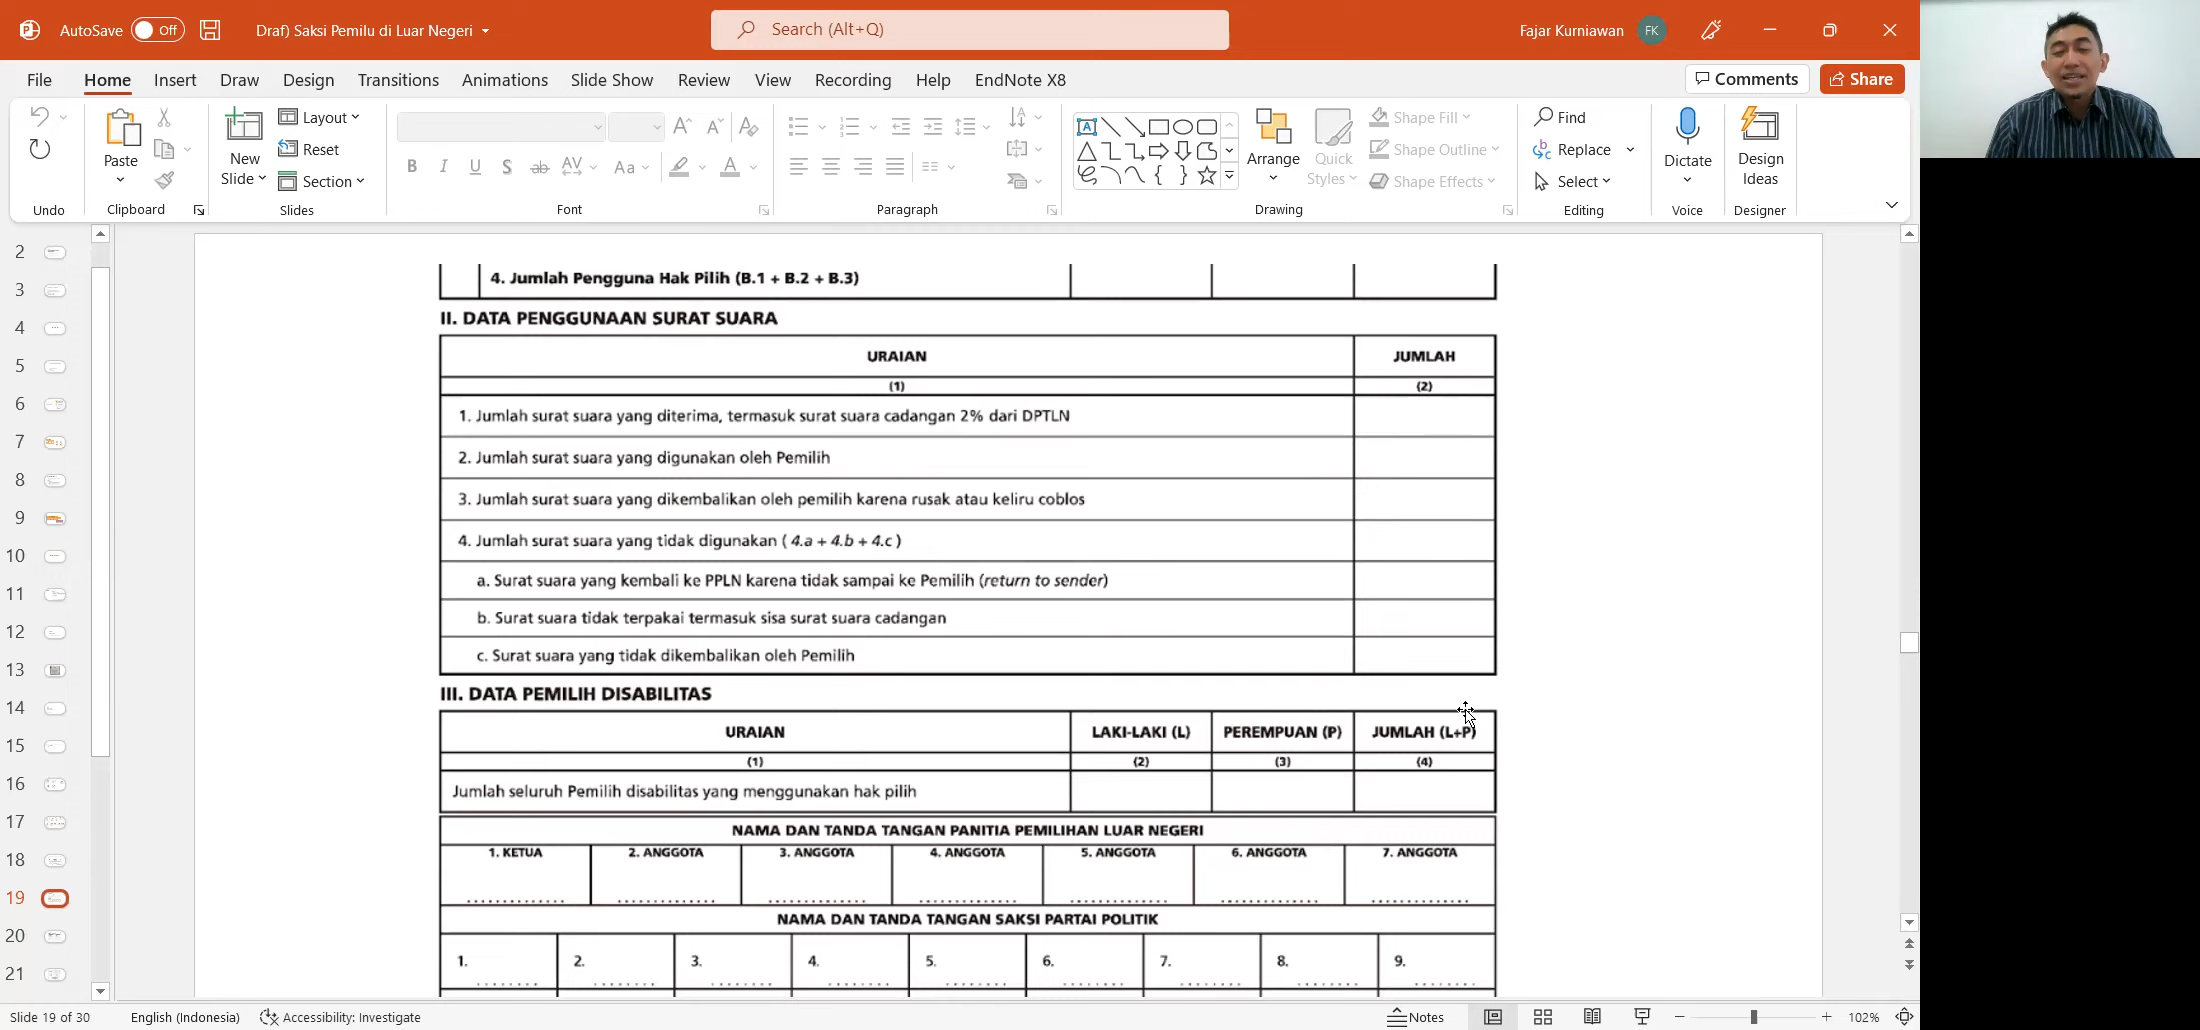 AutoSave Off Draf) Saksi Pemilu di Luar Negeri Search (Alt+Q) Fajar Kurniawan FK
File Home Insert Draw Design Transitions Animations Slide Show Review View Recording Help EndNote X8 Comments Share
Paste New Slide Layout Reset Section Arrange Quick Styles Shape Fill Shape Outline Shape Effects Find Replace Select Dictate Design Ideas
Undo Clipboard Slides Font Paragraph Drawing Editing Voice Designer
2
3
4
5
6
7
8
9
10
11
12
13
14
15
16
17
18
19
20
21
4. Jumlah Pengguna Hak Pilih (B.1 + B.2 + B.3)
II. DATA PENGGUNAAN SURAT SUARA
URAIAN JUMLAH
(1) (2)
1. Jumlah surat suara yang diterima, termasuk surat suara cadangan 2% dari DPTLN
2. Jumlah surat suara yang digunakan oleh Pemilih
3. Jumlah surat suara yang dikembalikan oleh pemilih karena rusak atau keliru coblos
4. Jumlah surat suara yang tidak digunakan ( 4.a + 4.b + 4.c )
a. Surat suara yang kembali ke PPLN karena tidak sampai ke Pemilih (return to sender)
b. Surat suara tidak terpakai termasuk sisa surat suara cadangan
c. Surat suara yang tidak dikembalikan oleh Pemilih
III. DATA PEMILIH DISABILITAS
URAIAN LAKI-LAKI (L) PEREMPUAN (P) JUMLAH (L+P)
(1) (2) (3) (4)
Jumlah seluruh Pemilih disabilitas yang menggunakan hak pilih
NAMA DAN TANDA TANGAN PANITIA PEMILIHAN LUAR NEGERI
1. KETUA 2. ANGGOTA 3. ANGGOTA 4. ANGGOTA 5. ANGGOTA 6. ANGGOTA 7. ANGGOTA
NAMA DAN TANDA TANGAN SAKSI PARTAI POLITIK
1. 2. 3. 4. 5. 6. 7. 8. 9.
Slide 19 of 30 English (Indonesia) Accessibility: Investigate Notes 102%